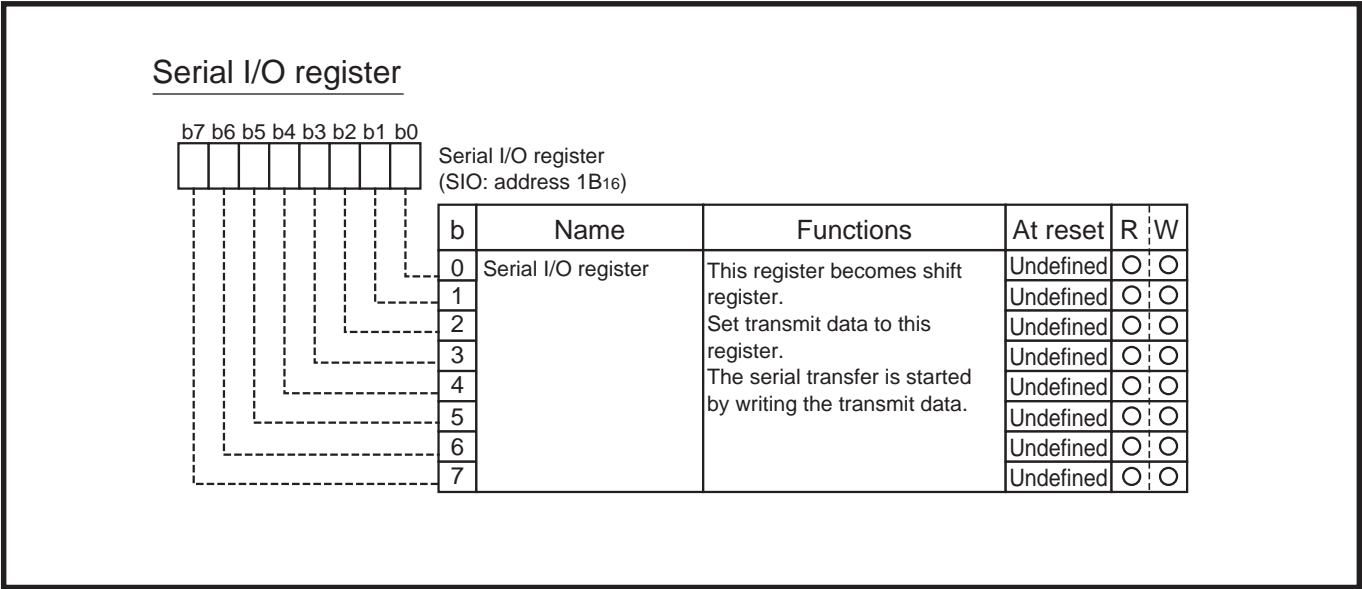 Serial I/O register
b7 b6 b5 b4 b3 b2 b1 b0
Serial I/O register
(SIO: address 1B16)
b Name Functions At reset R W
0 Serial I/O register This register becomes shift Undefined O O
1 register. Undefined O O
2 Set transmit data to this Undefined O O
3 register. Undefined O O
4 The serial transfer is started Undefined O O
5 by writing the transmit data. Undefined O O
6 Undefined O O
7 Undefined O O